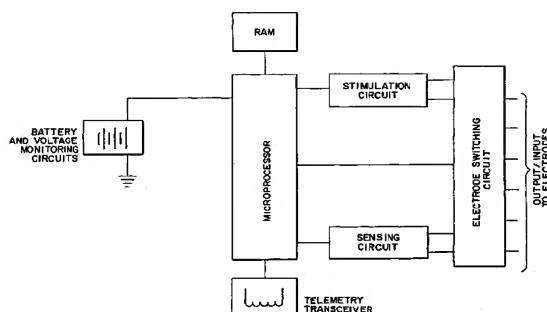 RAM
MICROPROCESSOR
STIMULATION
CIRCUIT
BATTERY
AND VOLTAGE
MONITORING
CIRCUITS
ELECTRODE SWITCHING
CIRCUIT
OUTPUT/INPUT
TO ELECTRODES
SENSING
CIRCUIT
TELEMETRY
TRANSCEIVER